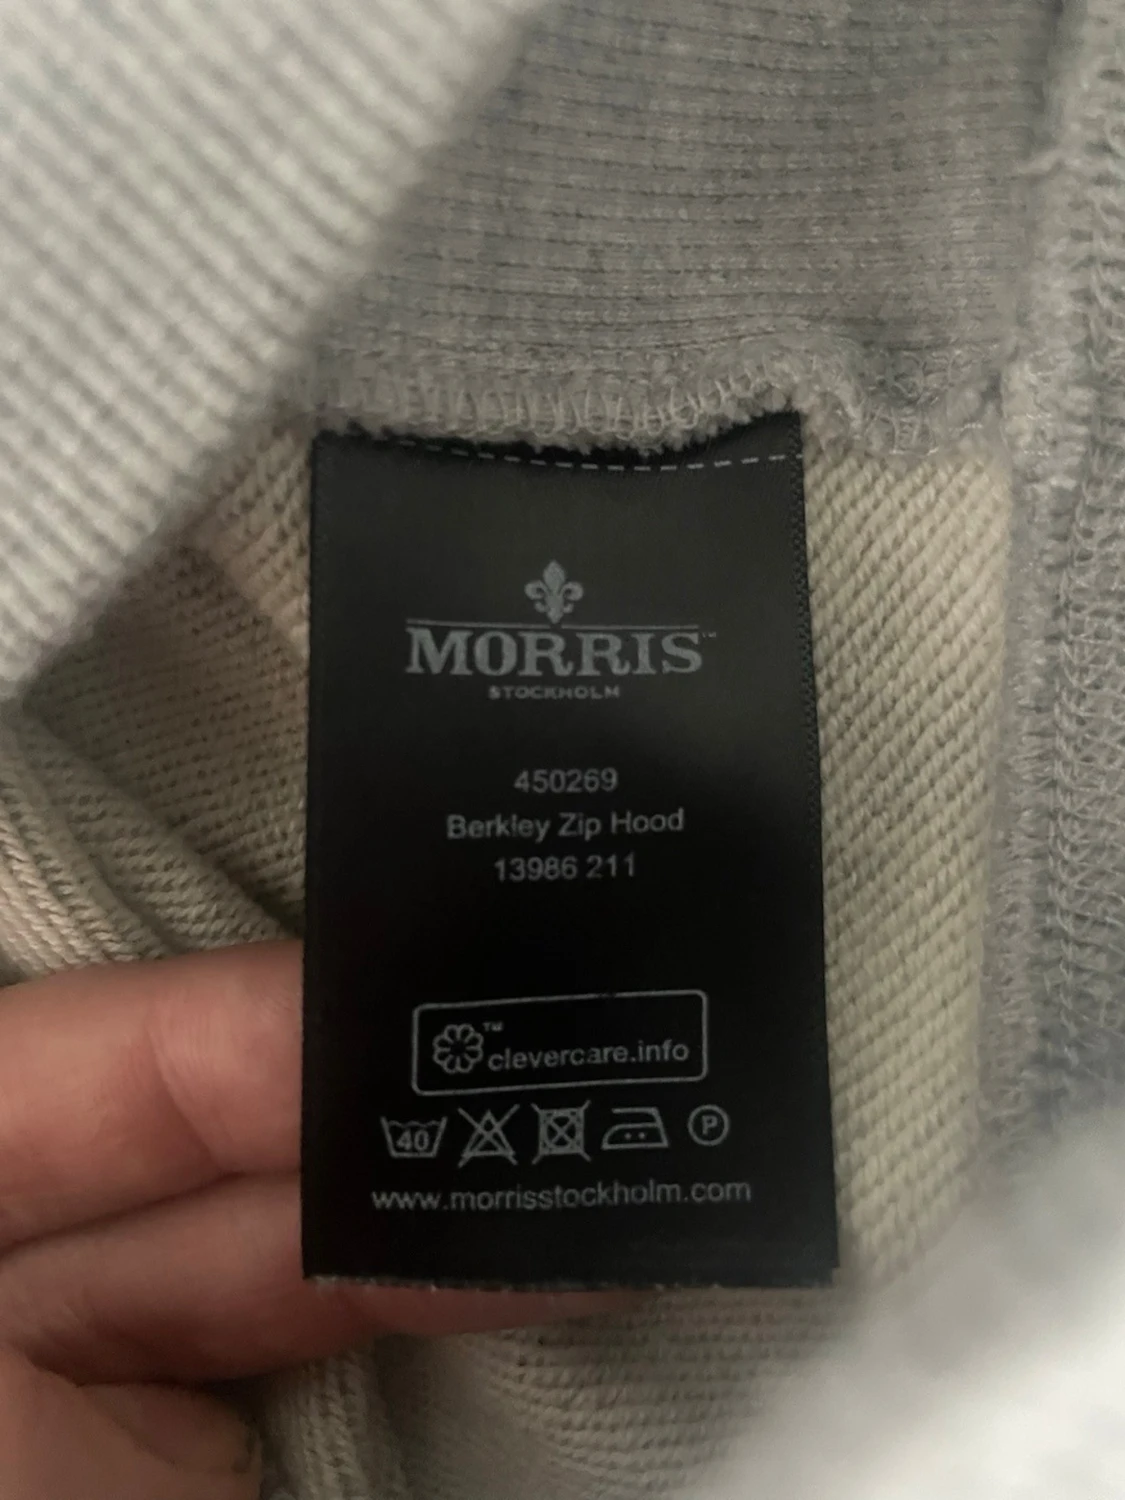 MORRIS™
STOCKHOLM
450269
Berkley Zip Hood
13986 211
™
clevercare.info
40 P
www.morrisstockholm.com